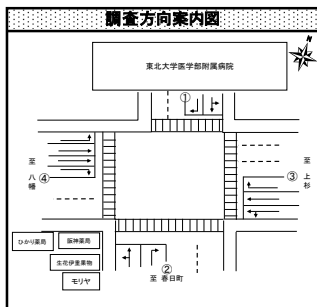 調査方向案内図
N
東北大学医学部附属病院
①
至八幡
④
③
至上杉
ひかり薬局
阪神薬局
生花伊豊果物
モリヤ
②
至 春日町